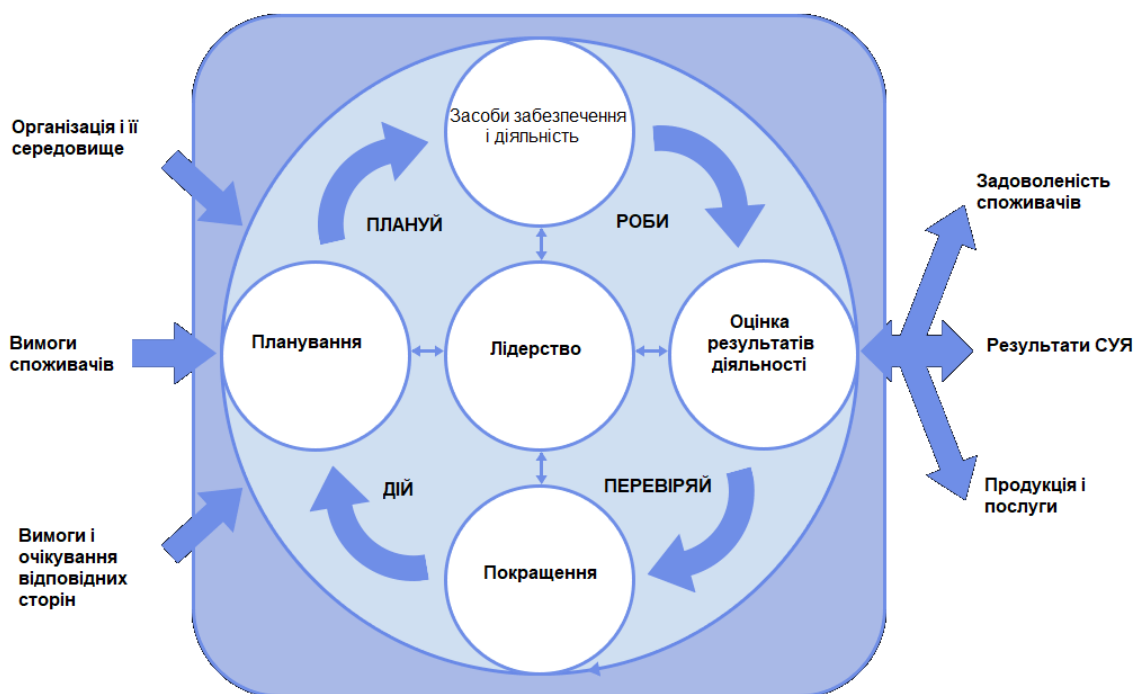 Засоби забезпечення
і діяльність
Організація і її
середовище
Задоволеність
споживачів
ПЛАНУЙ
РОБИ
Вимоги
споживачів
Планування
Лідерство
Оцінка
результатів
діяльності
Результати СУЯ
ДІЙ
ПЕРЕВІРЯЙ
Продукція і
послуги
Вимоги і
очікування
відповідних
сторін
Покращення